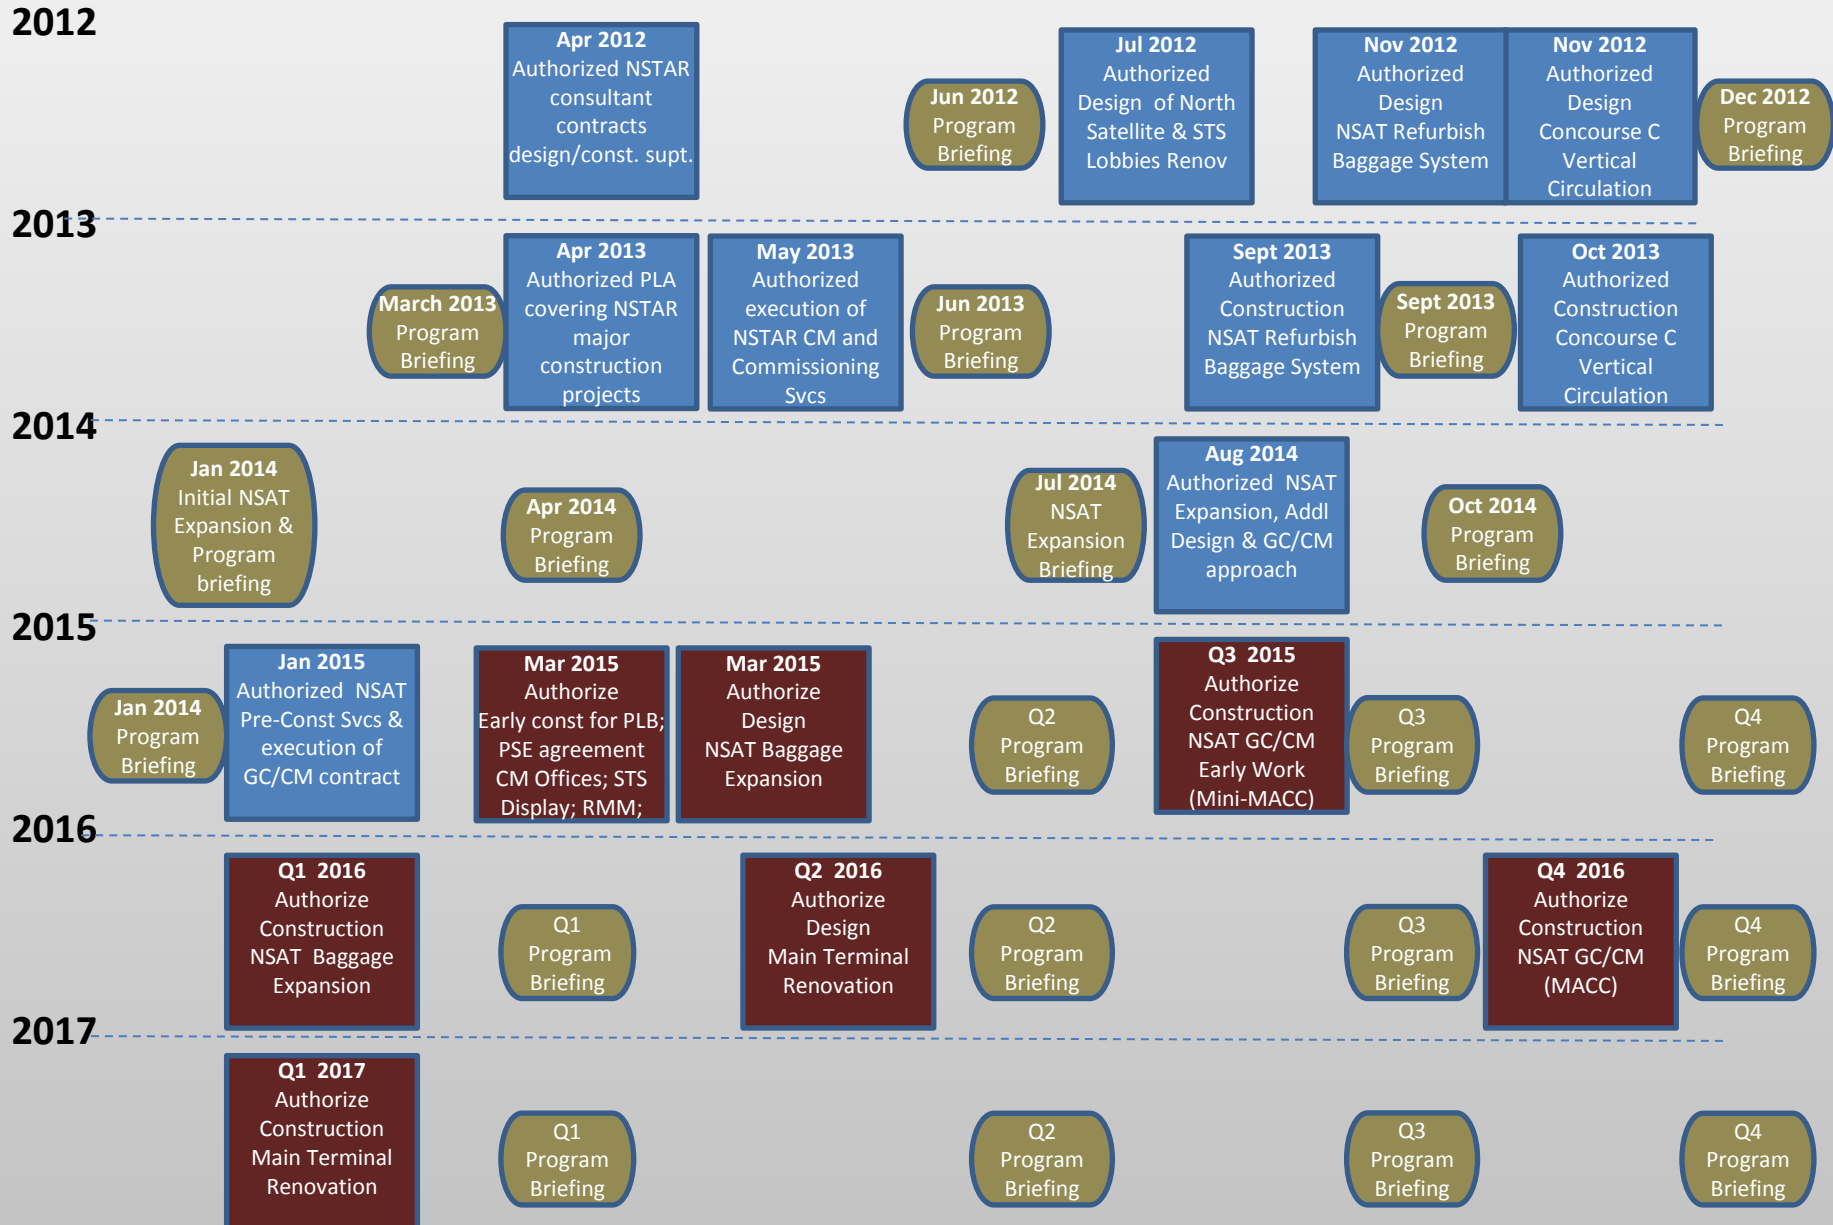 2012
Apr 2012
Authorized NSTAR
consultant
contracts
design/const. supt.
Jun 2012
Program
Briefing
Jul 2012
Authorized
Design of North
Satellite & STS
Lobbies Renov
Nov 2012
Authorized
Design
NSAT Refurbish
Baggage System
Nov 2012
Authorized
Design
Concourse C
Vertical
Circulation
Dec 2012
Program
Briefing
2013
March 2013
Program
Briefing
Apr 2013
Authorized PLA
covering NSTAR
major
construction
projects
May 2013
Authorized
execution of
NSTAR CM and
Commissioning
Svcs
Jun 2013
Program
Briefing
Sept 2013
Authorized
Construction
NSAT Refurbish
Baggage System
Sept 2013
Program
Briefing
Oct 2013
Authorized
Construction
Concourse C
Vertical
Circulation
2014
Jan 2014
Initial NSAT
Expansion &
Program
briefing
Apr 2014
Program
Briefing
Jul 2014
NSAT
Expansion
Briefing
Aug 2014
Authorized NSAT
Expansion, Addl
Design & GC/CM
approach
Oct 2014
Program
Briefing
2015
Jan 2014
Program
Briefing
Jan 2015
Authorized NSAT
Pre-Const Svcs &
execution of
GC/CM contract
Mar 2015
Authorize
Early const for PLB;
PSE agreement
CM Offices; STS
Display; RMM;
Mar 2015
Authorize
Design
NSAT Baggage
Expansion
Q2
Program
Briefing
Q3 2015
Authorize
Construction
NSAT GC/CM
Early Work
(Mini-MACC)
Q3
Program
Briefing
Q4
Program
Briefing
2016
Q1 2016
Authorize
Construction
NSAT Baggage
Expansion
Q1
Program
Briefing
Q2 2016
Authorize
Design
Main Terminal
Renovation
Q2
Program
Briefing
Q3
Program
Briefing
Q4 2016
Authorize
Construction
NSAT GC/CM
(MACC)
Q4
Program
Briefing
2017
Q1 2017
Authorize
Construction
Main Terminal
Renovation
Q1
Program
Briefing
Q2
Program
Briefing
Q3
Program
Briefing
Q4
Program
Briefing